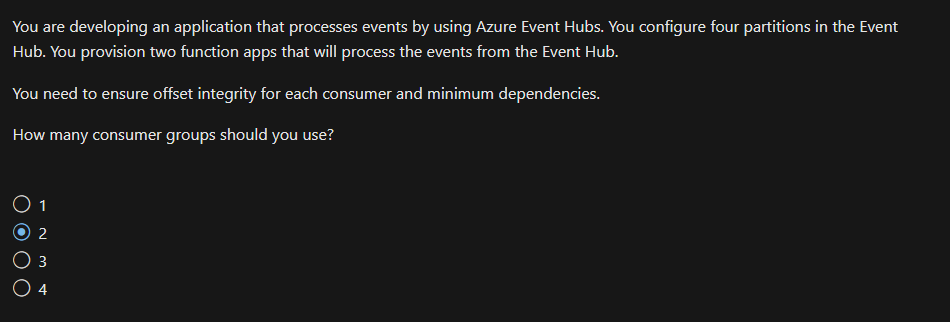 You are developing an application that processes events by using Azure Event Hubs. You configure four partitions in the Event
Hub. You provision two function apps that will process the events from the Event Hub.
You need to ensure offset integrity for each consumer and minimum dependencies.
How many consumer groups should you use?
1
2
3
4